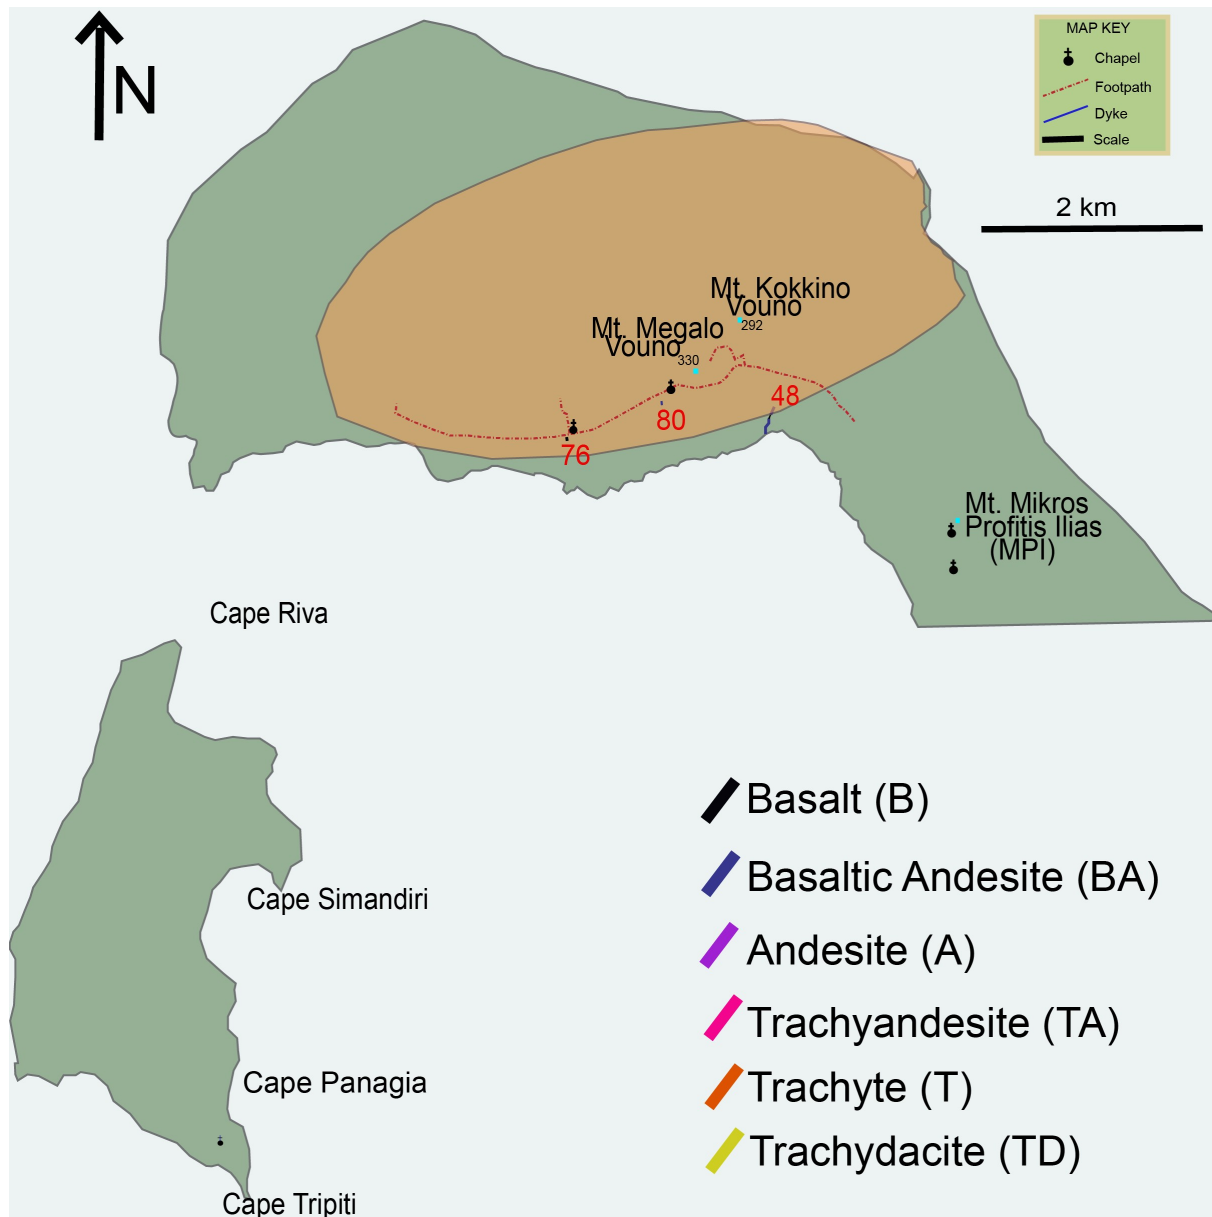 N
MAP KEY
Chapel
Footpath
Dyke
Scale
2 km
Mt. Kokkino
Vouno
292
Mt. Megalo
Vouno
330
48
80
76
Mt. Mikros
Profitis Ilias
(MPI)
Cape Riva
Cape Simandiri
Cape Panagia
Cape Tripiti
Basalt (B)
Basaltic Andesite (BA)
Andesite (A)
Trachyandesite (TA)
Trachyte (T)
Trachydacite (TD)